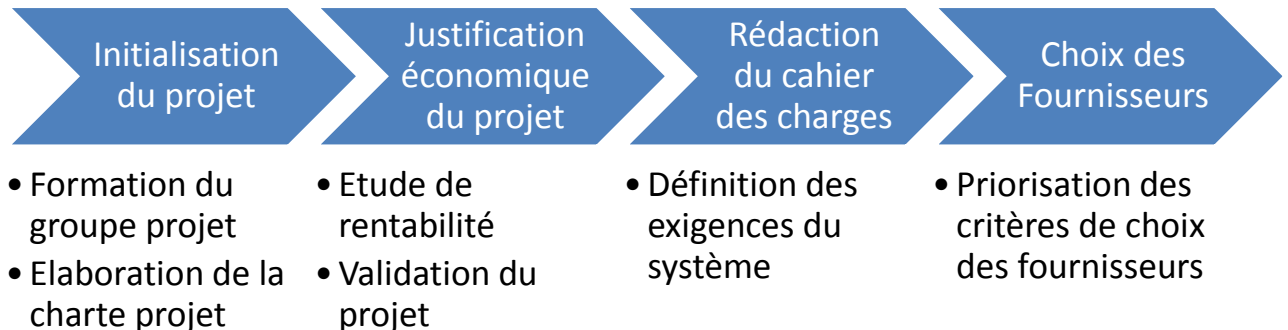 Initialisation
du projet
Justification
économique
du projet
Rédaction
du cahier
des charges
Choix des
Fournisseurs
• Formation du
groupe projet
• Elaboration de la
charte projet
• Etude de
rentabilité
• Validation du
projet
• Définition des
exigences du
système
• Priorisation des
critères de choix
des fournisseurs